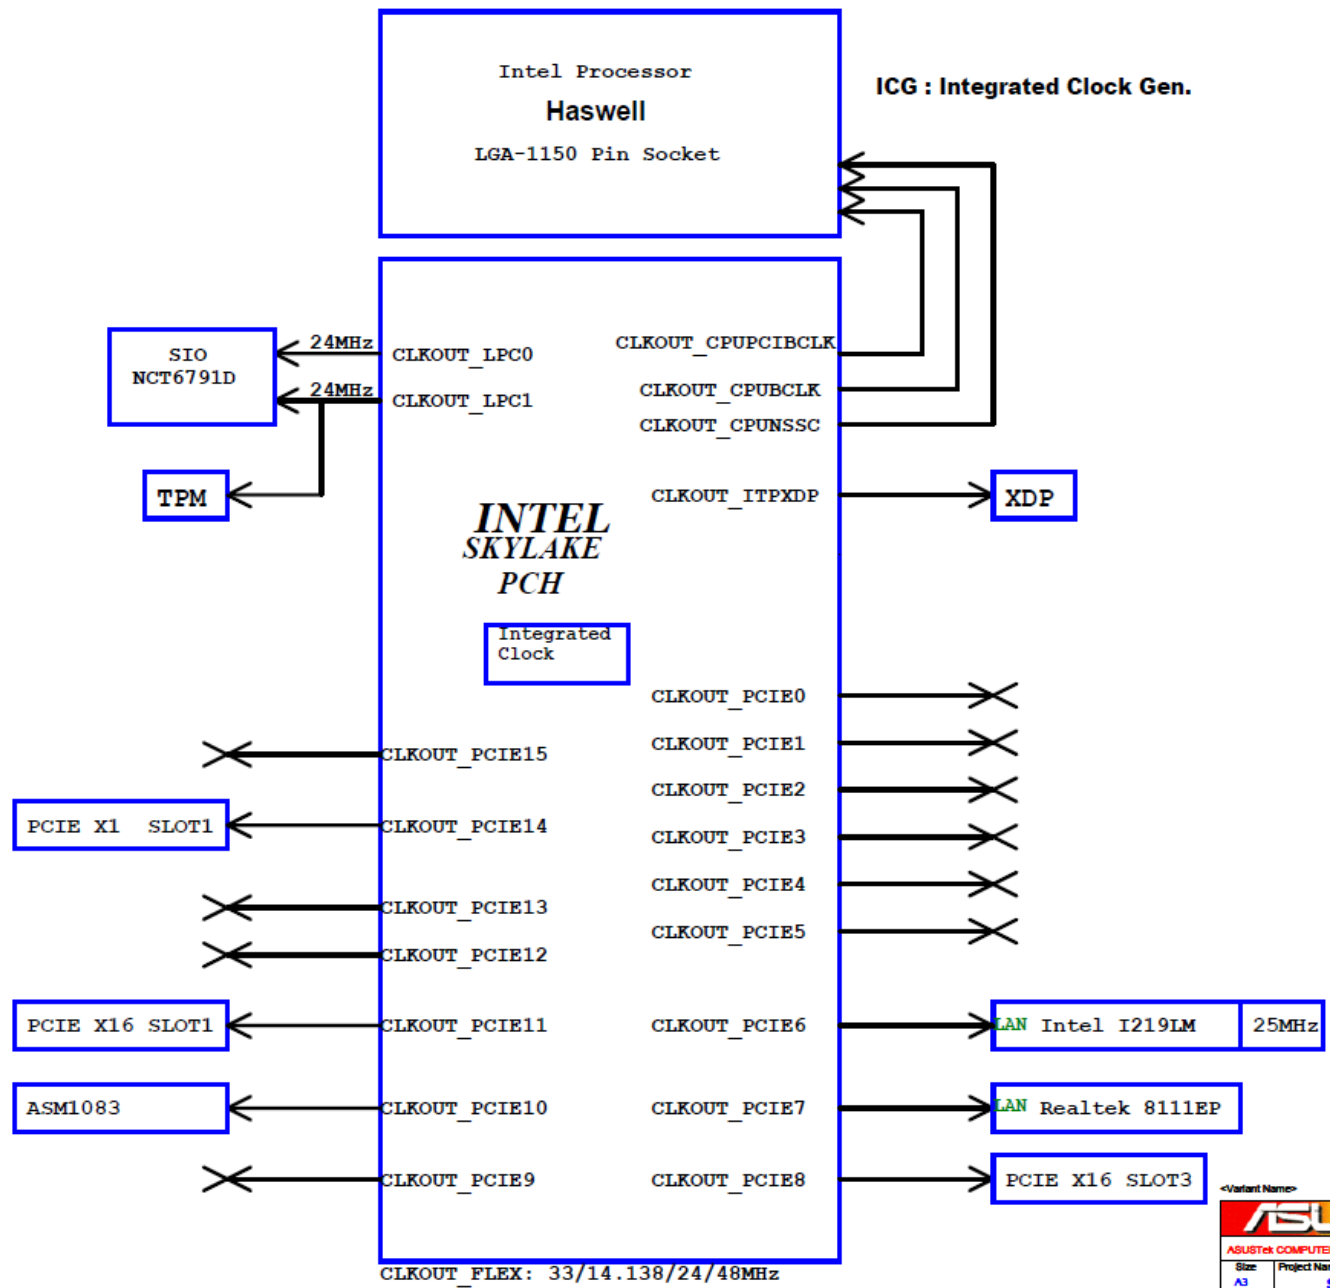 Intel Processor
Haswell
LGA-1150 Pin Socket
ICG : Integrated Clock Gen.
SIO
NCT6791D
24MHz
CLKOUT_LPC0
24MHz
CLKOUT_LPC1
TPM
CLKOUT_CPUPCIBCLK
CLKOUT_CPUBCLK
CLKOUT_CPUNSSC
CLKOUT_ITPXDP
XDP
INTEL
SKYLAKE
PCH
Integrated
Clock
CLKOUT_PCIE15
PCIE X1 SLOT1
CLKOUT_PCIE14
CLKOUT_PCIE13
CLKOUT_PCIE12
PCIE X16 SLOT1
CLKOUT_PCIE11
ASM1083
CLKOUT_PCIE10
CLKOUT_PCIE9
CLKOUT_PCIE0
CLKOUT_PCIE1
CLKOUT_PCIE2
CLKOUT_PCIE3
CLKOUT_PCIE4
CLKOUT_PCIE5
CLKOUT_PCIE6
LAN Intel I219LM
25MHz
CLKOUT_PCIE7
LAN Realtek 8111EP
CLKOUT_PCIE8
PCIE X16 SLOT3
CLKOUT_FLEX: 33/14.138/24/48MHz
<Variant Name>
ASUSTek
Size
Project
A3